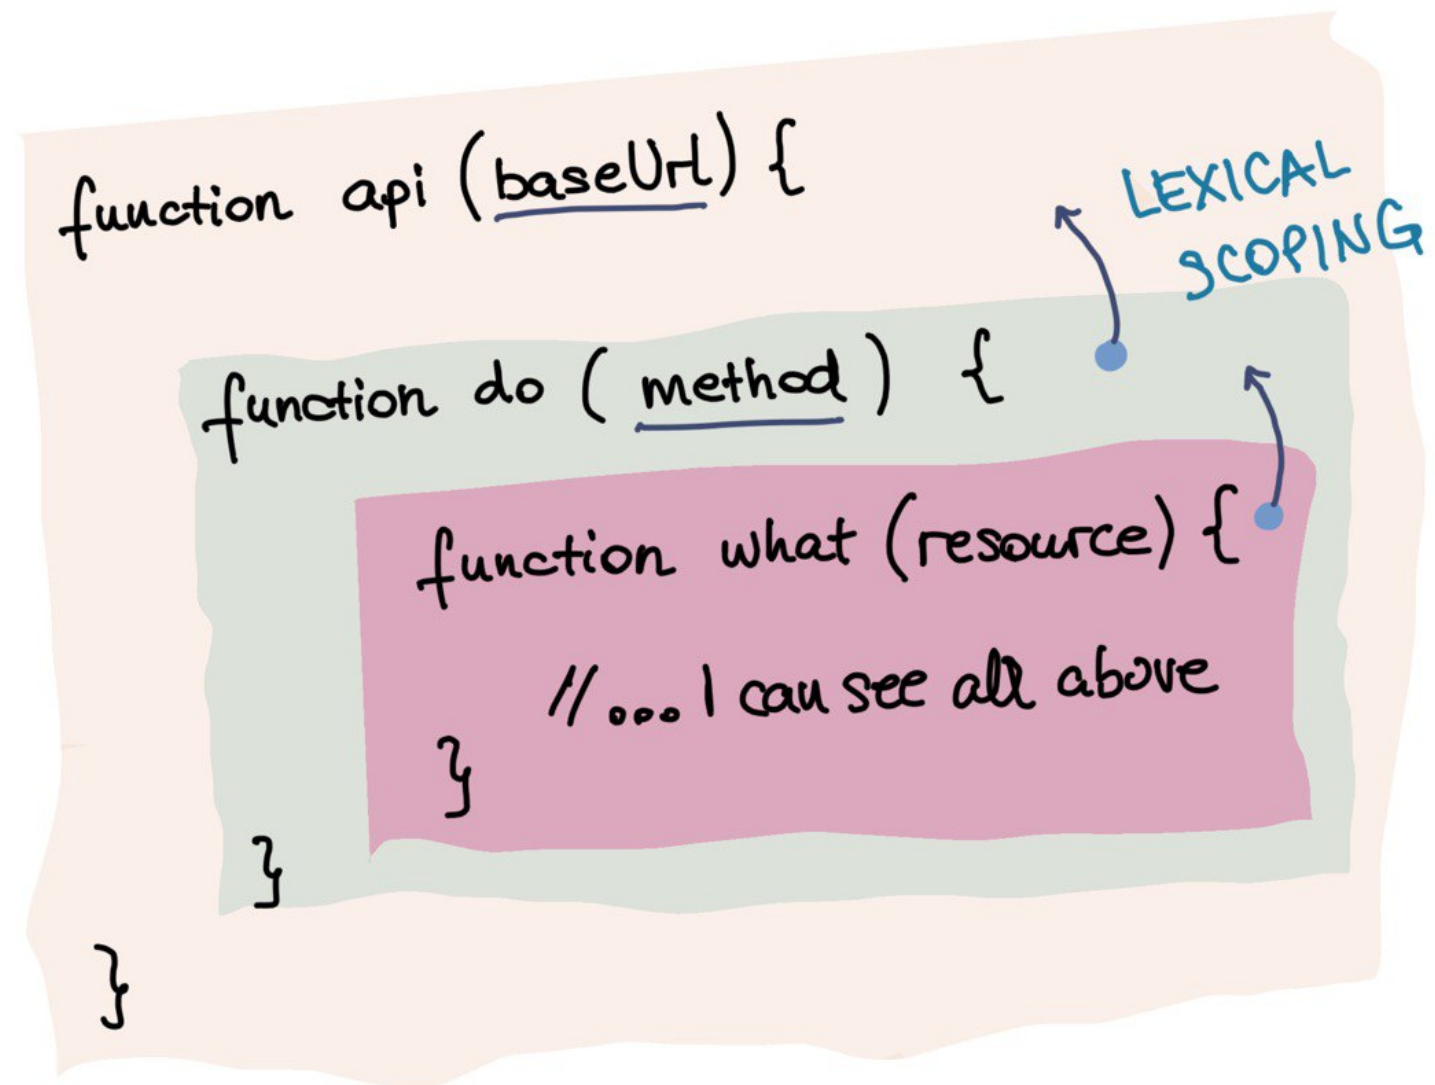 function api (baseUrl) {
LEXICAL
SCOPING
function do ( method ) {
function what (resource) {
//... I can see all above
}
}
}